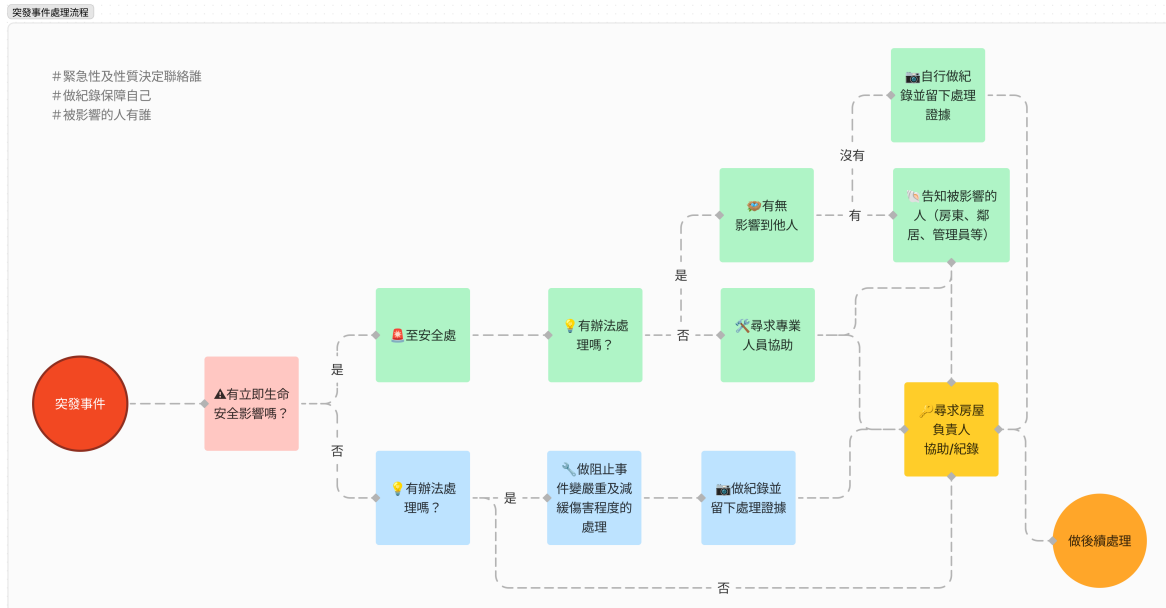 突發事件處理流程
＃緊急性及性質決定聯絡誰
＃做紀錄保障自己
＃被影響的人有誰
📷自行做紀
錄並留下處理
證據
沒有
🥨有無
影響到他人
有
🐚告知被影響的
人（房東、鄰
居、管理員等）
是
🚨至安全處
💡有辦法處
理嗎？
否
🛠️尋求專業
人員協助
是
突發事件
⚠有立即生命
安全影響嗎？
🔑尋求房屋
負責人
協助/紀錄
否
💡有辦法處
理嗎？
是
🔧做阻止事
件變嚴重及減
緩傷害程度的
處理
📷做紀錄並
留下處理證據
做後續處理
否